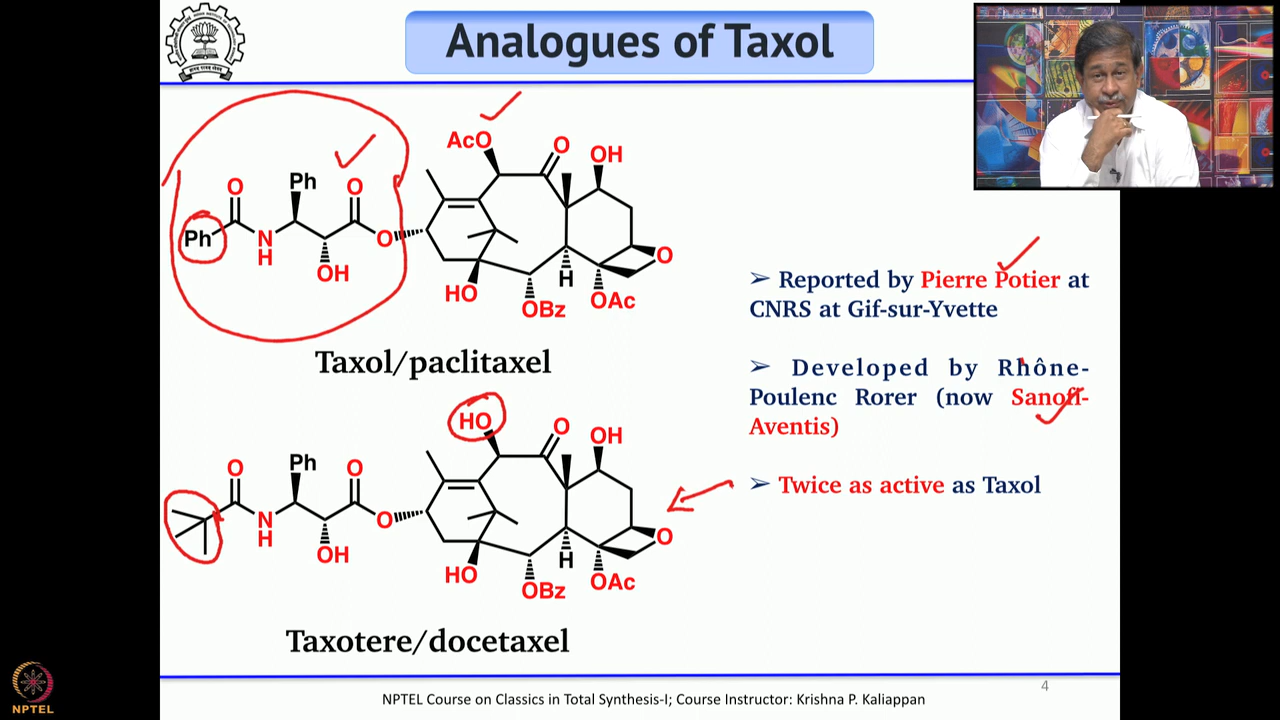 Analogues of Taxol
AcO
O
OH
O
Ph
O
Ph
N
H
OH
O
O
H
HO
OBz
OAc
Taxol/paclitaxel
➢ Reported by Pierre Potier at
CNRS at Gif-sur-Yvette
➢ Developed by Rhône-
Poulenc Rorer (now Sanofi-
Aventis)
➢ Twice as active as Taxol
HO
O
OH
O
Ph
O
N
H
OH
O
O
H
HO
OBz
OAc
Taxotere/docetaxel
4
NPTEL Course on Classics in Total Synthesis-I; Course Instructor: Krishna P. Kaliappan
NPTEL